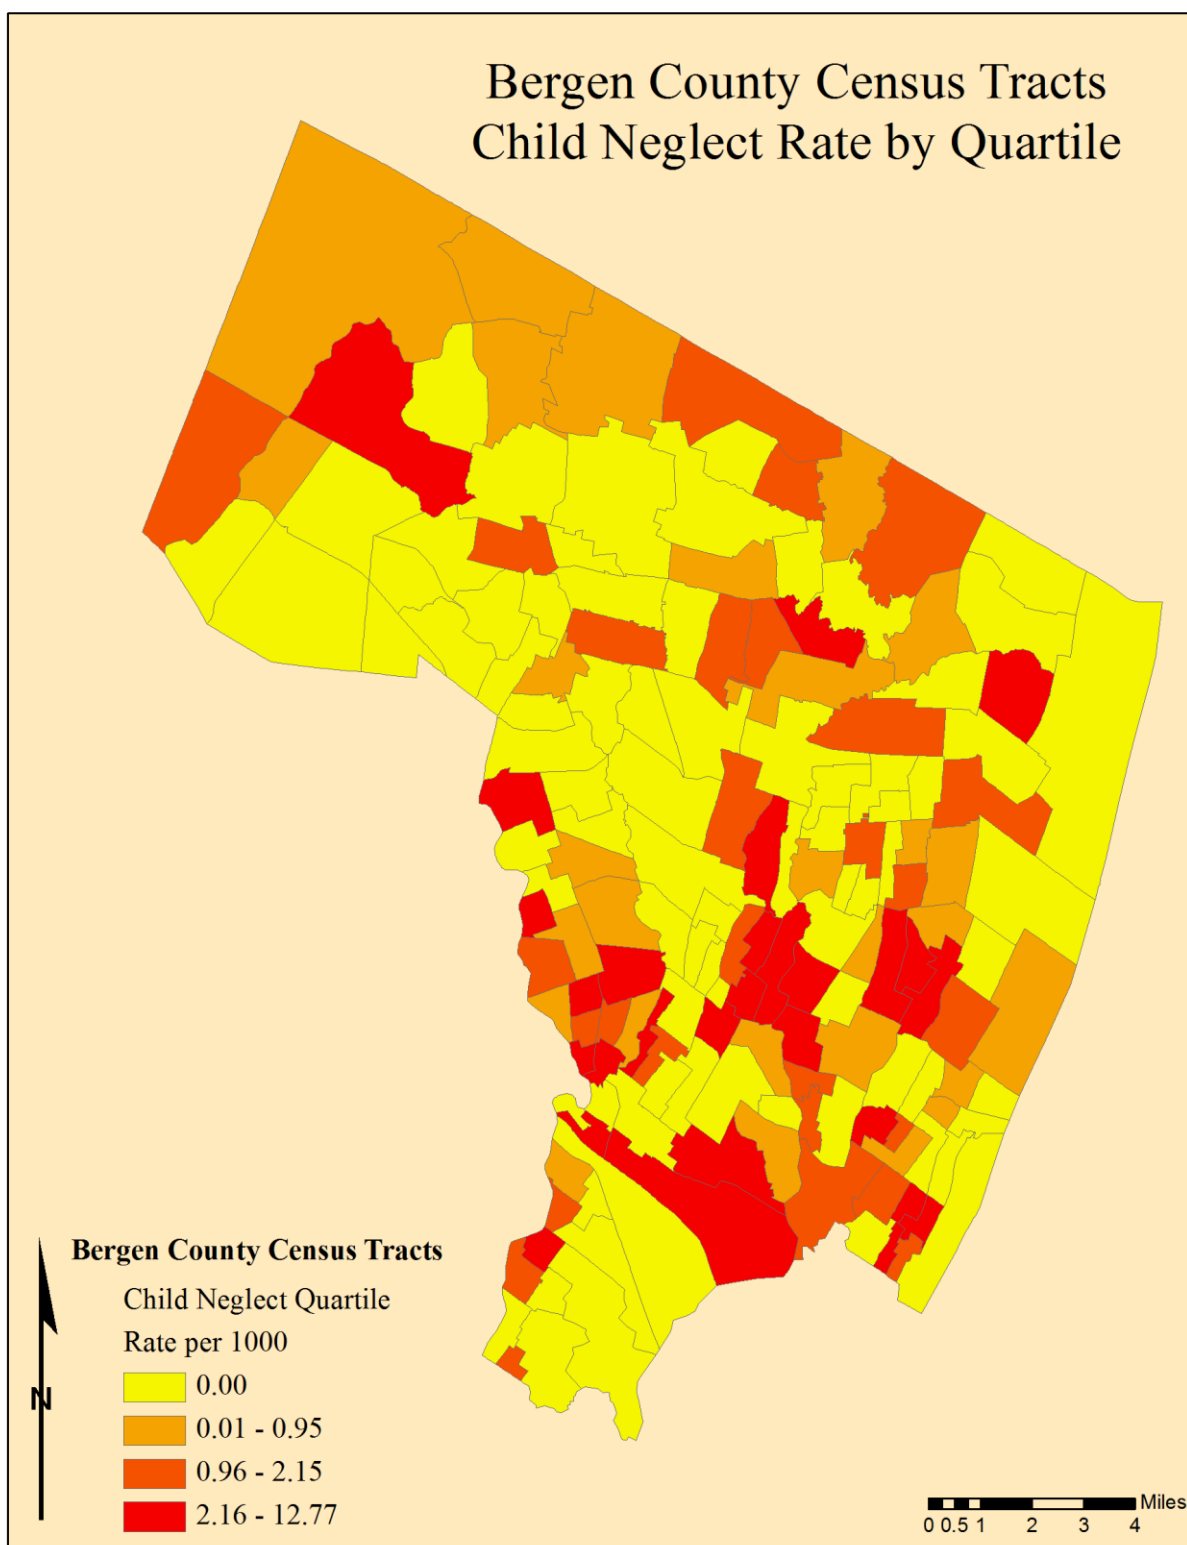 Bergen County Census Tracts
Child Neglect Rate by Quartile
Bergen County Census Tracts
Child Neglect Quartile
Rate per 1000
0.00
0.01 - 0.95
0.96 - 2.15
2.16 - 12.77
N
Miles
0 0.5 1 2 3 4